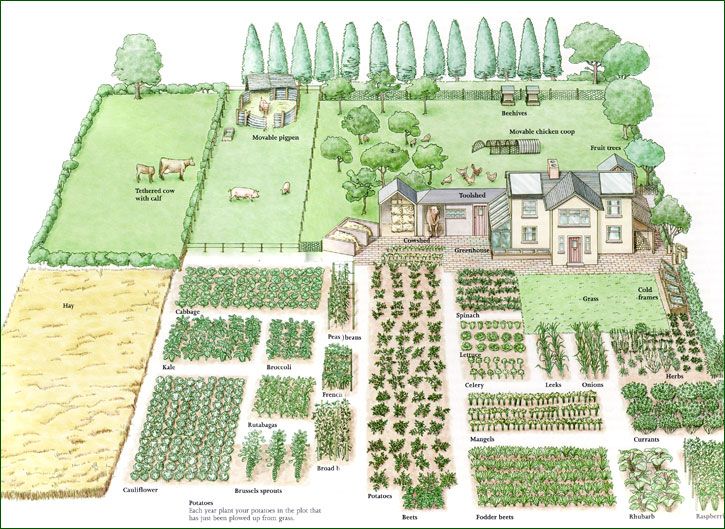 Beehives
Movable pigpen
Movable chicken coop
Fruit trees
Tethered cow
with calf
Toolshed
Cowshed
Greenhouse
Hay
Cabbage
Peas
beans
Spinach
Grass
Cold
frames
Kale
Broccoli
Lettuce
Celery
Leeks
Onions
Herbs
French
Rutabagas
Mangels
Currants
Broad b
Cauliflower
Brussels sprouts
Potatoes
Beets
Fodder beets
Rhubarb
Raspberr
Potatoes
Each year plant your potatoes in the plot that
has just been plowed up from grass.